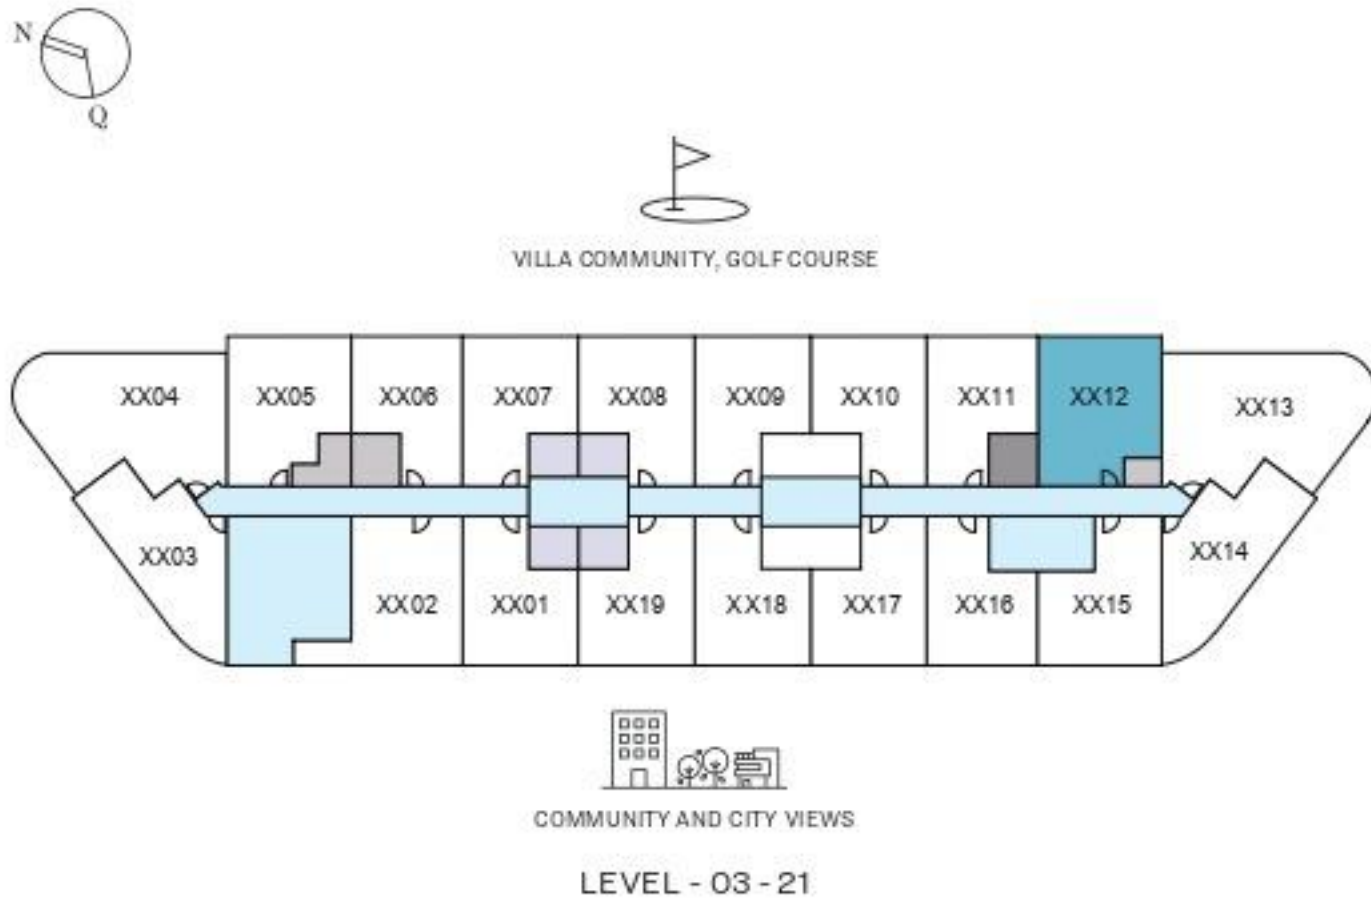 N
Q
VILLA COMMUNITY, GOLF COURSE
XX04
XX05
XX06
XX07
XX08
XX09
XX10
XX11
XX12
XX13
XX03
XX14
XX02
XX01
XX19
XX18
XX17
XX16
XX15
COMMUNITY AND CITY VIEWS
LEVEL - 03 - 21